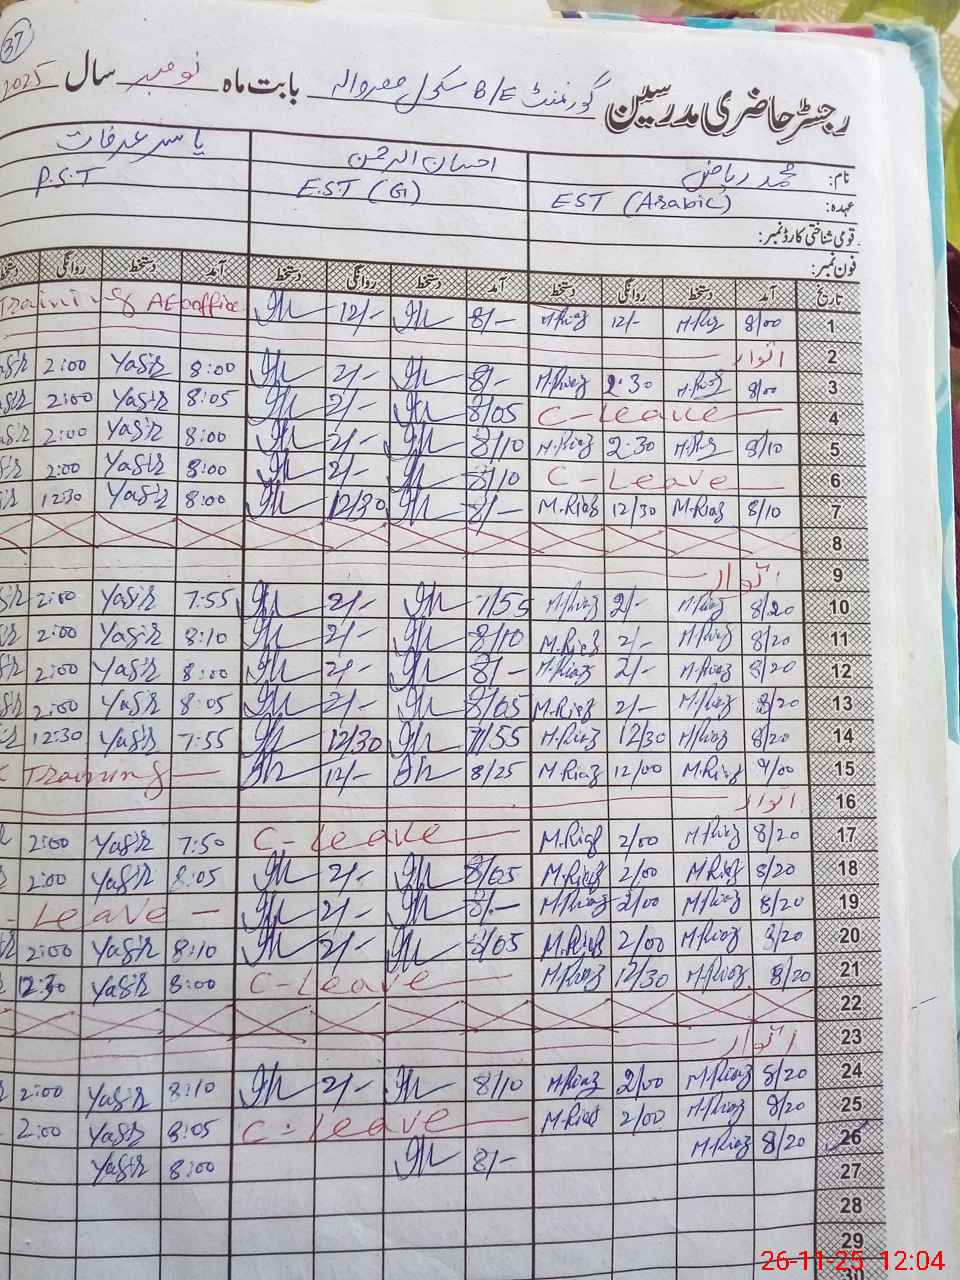 37
رجسٹر حاضری مدرسین گورنمنٹ B/E سکول بابت ماہ نومبر سال 2025
نام: محمد ریاض احسان الرحمن یاسر عرفات
عہدہ: EST (Arabic) E.S.T (G) P.S.T
قومی شناختی کارڈ نمبر:
فون نمبر:
تاریخ آمد دستخط روانگی دستخط آمد دستخط روانگی دستخط آمد دستخط روانگی دستخط
1 8/00 M.Riaz 12/- M.Riaz 8/- 12/- Training AEO office
2 اتوار
3 8/00 M.Riaz 2:30 M.Riaz 8/- 2/- 8:00 Yasir 2:00
4 C-Leave 8/05 2/- 8:05 Yasir 2:00
5 8/10 M.Riaz 2:30 M.Riaz 8/10 2/- 8:00 Yasir 2:00
6 C-Leave 8/10 2/- 8:00 Yasir 2:00
7 8/10 M.Riaz 12/30 M.Riaz 8/- 12/30 8:00 Yasir 12:30
8
9 اتوار
10 8/20 M.Riaz 2/- M.Riaz 7/55 2/- 7:55 Yasir 2:00
11 8/20 M.Riaz 2/- M.Riaz 8/10 2/- 8:10 Yasir 2:00
12 8/20 M.Riaz 2/- M.Riaz 8/- 2/- 8:00 Yasir 2:00
13 8/20 M.Riaz 2/- M.Riaz 8/05 2/- 8:05 Yasir 2:00
14 8/20 M.Riaz 12/30 M.Riaz 7/55 12/30 7:55 Yasir 12:30
15 9/00 M.Riaz 12/00 M.Riaz 8/25 12/- Training
16 اتوار
17 8/20 M.Riaz 2/00 M.Riaz C-Leave 7:50 Yasir 2:00
18 8/20 M.Riaz 2/00 M.Riaz 8/05 2/- 8:05 Yasir 2:00
19 8/20 M.Riaz 2/00 M.Riaz 8/- 2/- Leave
20 8/20 M.Riaz 2/00 M.Riaz 8/05 2/- 8:10 Yasir 2:00
21 8/20 M.Riaz 12/30 M.Riaz C-Leave 8:00 Yasir 12:30
22
23 اتوار
24 8/20 M.Riaz 2/00 M.Riaz 8/10 2/- 8:10 Yasir 2:00
25 8/20 M.Riaz 2/00 M.Riaz C-Leave 8:05 Yasir 2:00
26 8/20 M.Riaz 8/- 8:00 Yasir
27
28
29
30
26-11-25 12:04